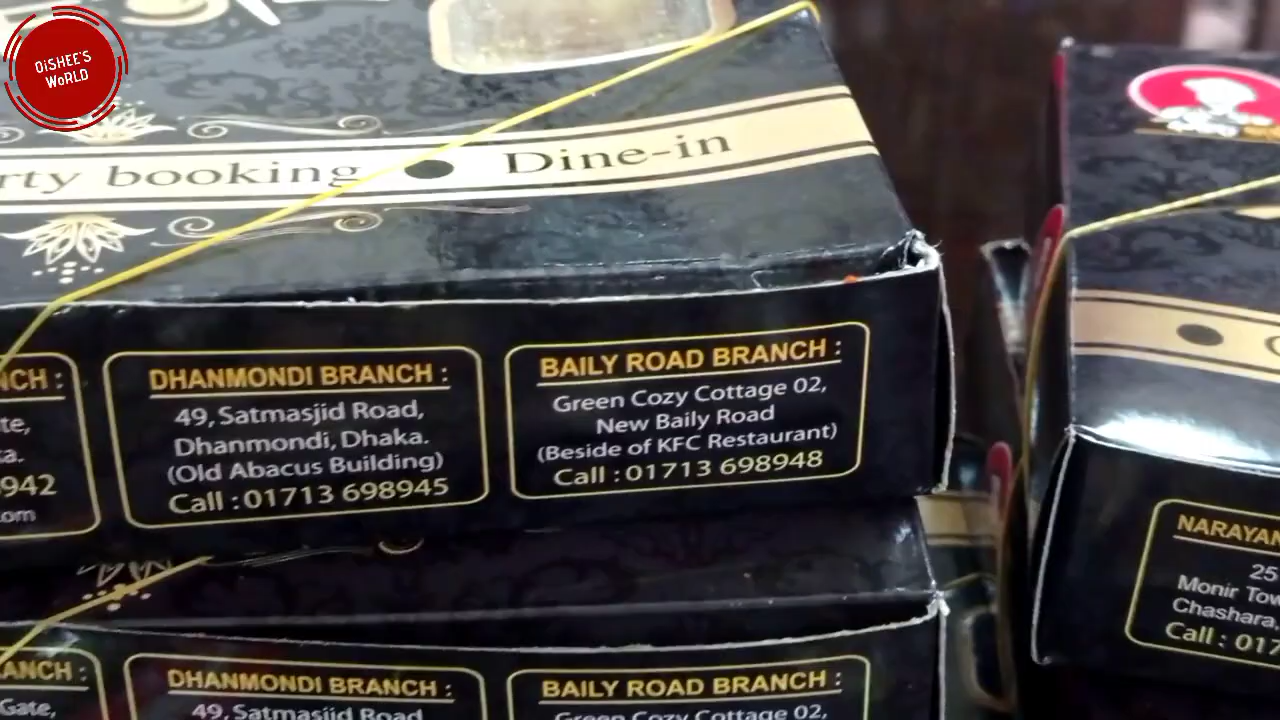 OiSHEE'S
WoRLD
rty booking ● Dine-in
NCH :
te,
a.
942
om
DHANMONDI BRANCH :
49, Satmasjid Road,
Dhanmondi, Dhaka.
(Old Abacus Building)
Call : 01713 698945
BAILY ROAD BRANCH :
Green Cozy Cottage 02,
New Baily Road
(Beside of KFC Restaurant)
Call : 01713 698948
NARAYAN
25
Monir Tow
Chashara,
Call : 017
ANCH :
Gate,
DHANMONDI BRANCH :
49, Satmasjid Road
BAILY ROAD BRANCH :
Green Cozy Cottage 02,